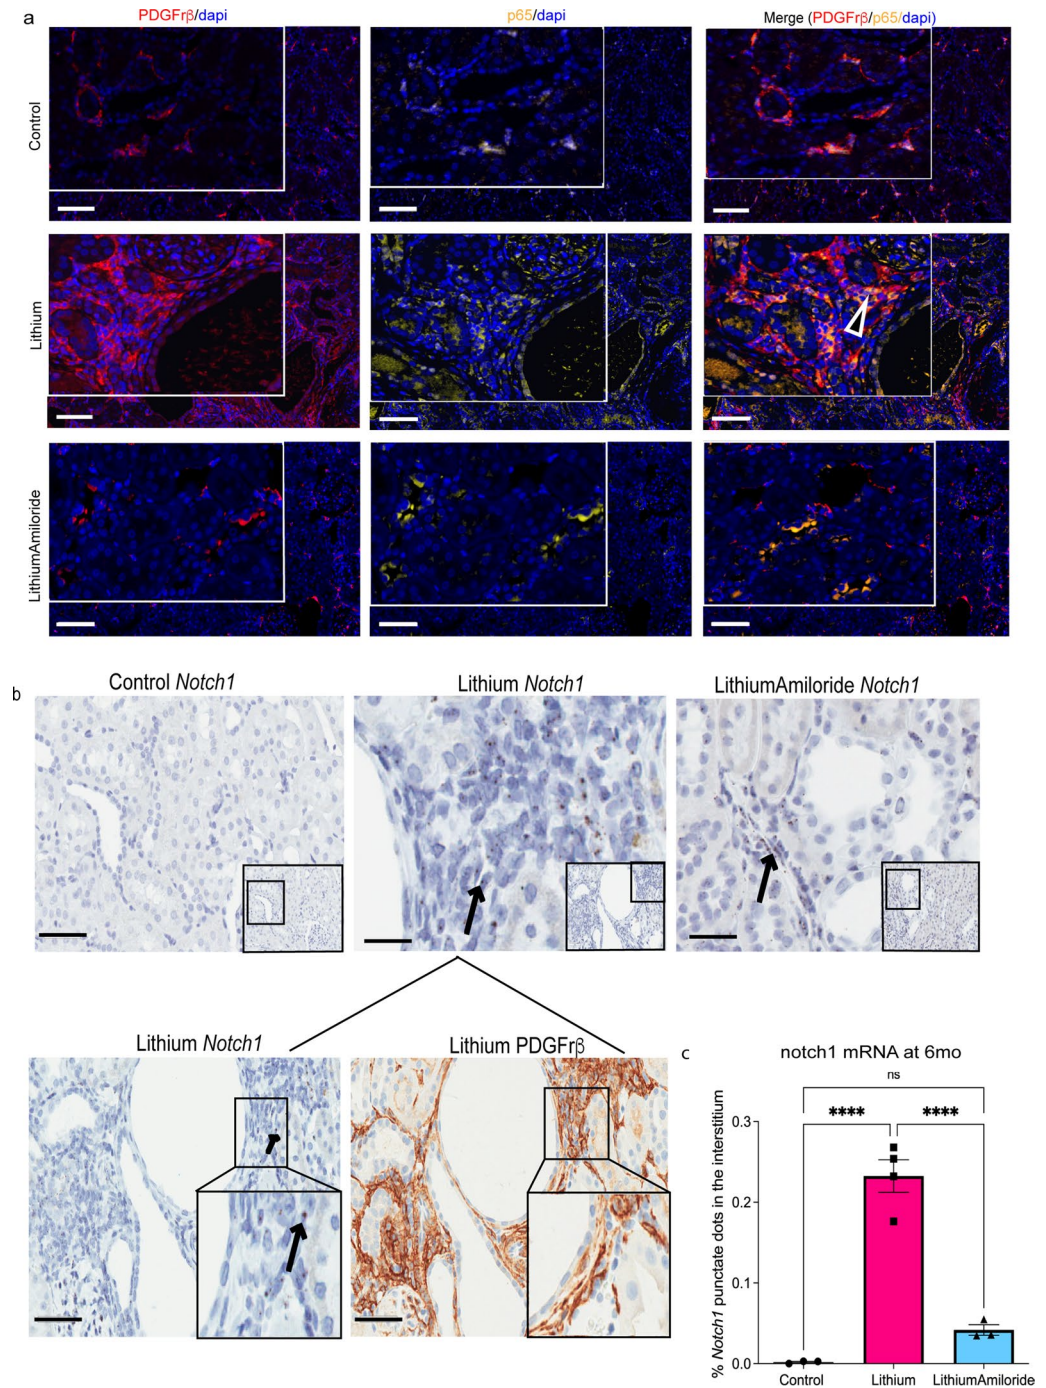 a
PDGFrβ/dapi
p65/dapi
Merge (PDGFrβ/p65/dapi)
Control
Lithium
LithiumAmiloride
b
Control Notch1
Lithium Notch1
LithiumAmiloride Notch1
Lithium Notch1
Lithium PDGFrβ
c
notch1 mRNA at 6mo
ns
****
****
% Notch1 punctate dots in the interstitium
0.3
0.2
0.1
0.0
Control
Lithium
LithiumAmiloride